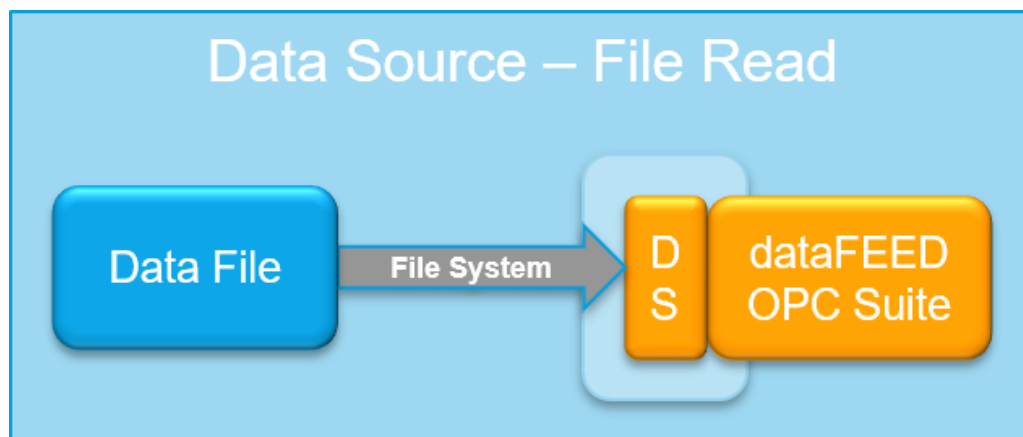 Data Source – File Read
Data File
File System
D
S
dataFEED
OPC Suite